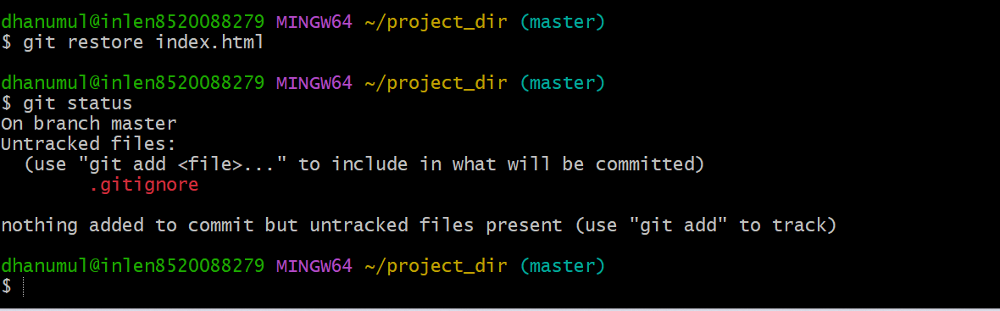 dhanumul@inlen8520088279 MINGW64 ~/project_dir (master)
$ git restore index.html
dhanumul@inlen8520088279 MINGW64 ~/project_dir (master)
$ git status
On branch master
Untracked files:
  (use "git add <file>..." to include in what will be committed)
        .gitignore
nothing added to commit but untracked files present (use "git add" to track)
dhanumul@inlen8520088279 MINGW64 ~/project_dir (master)
$